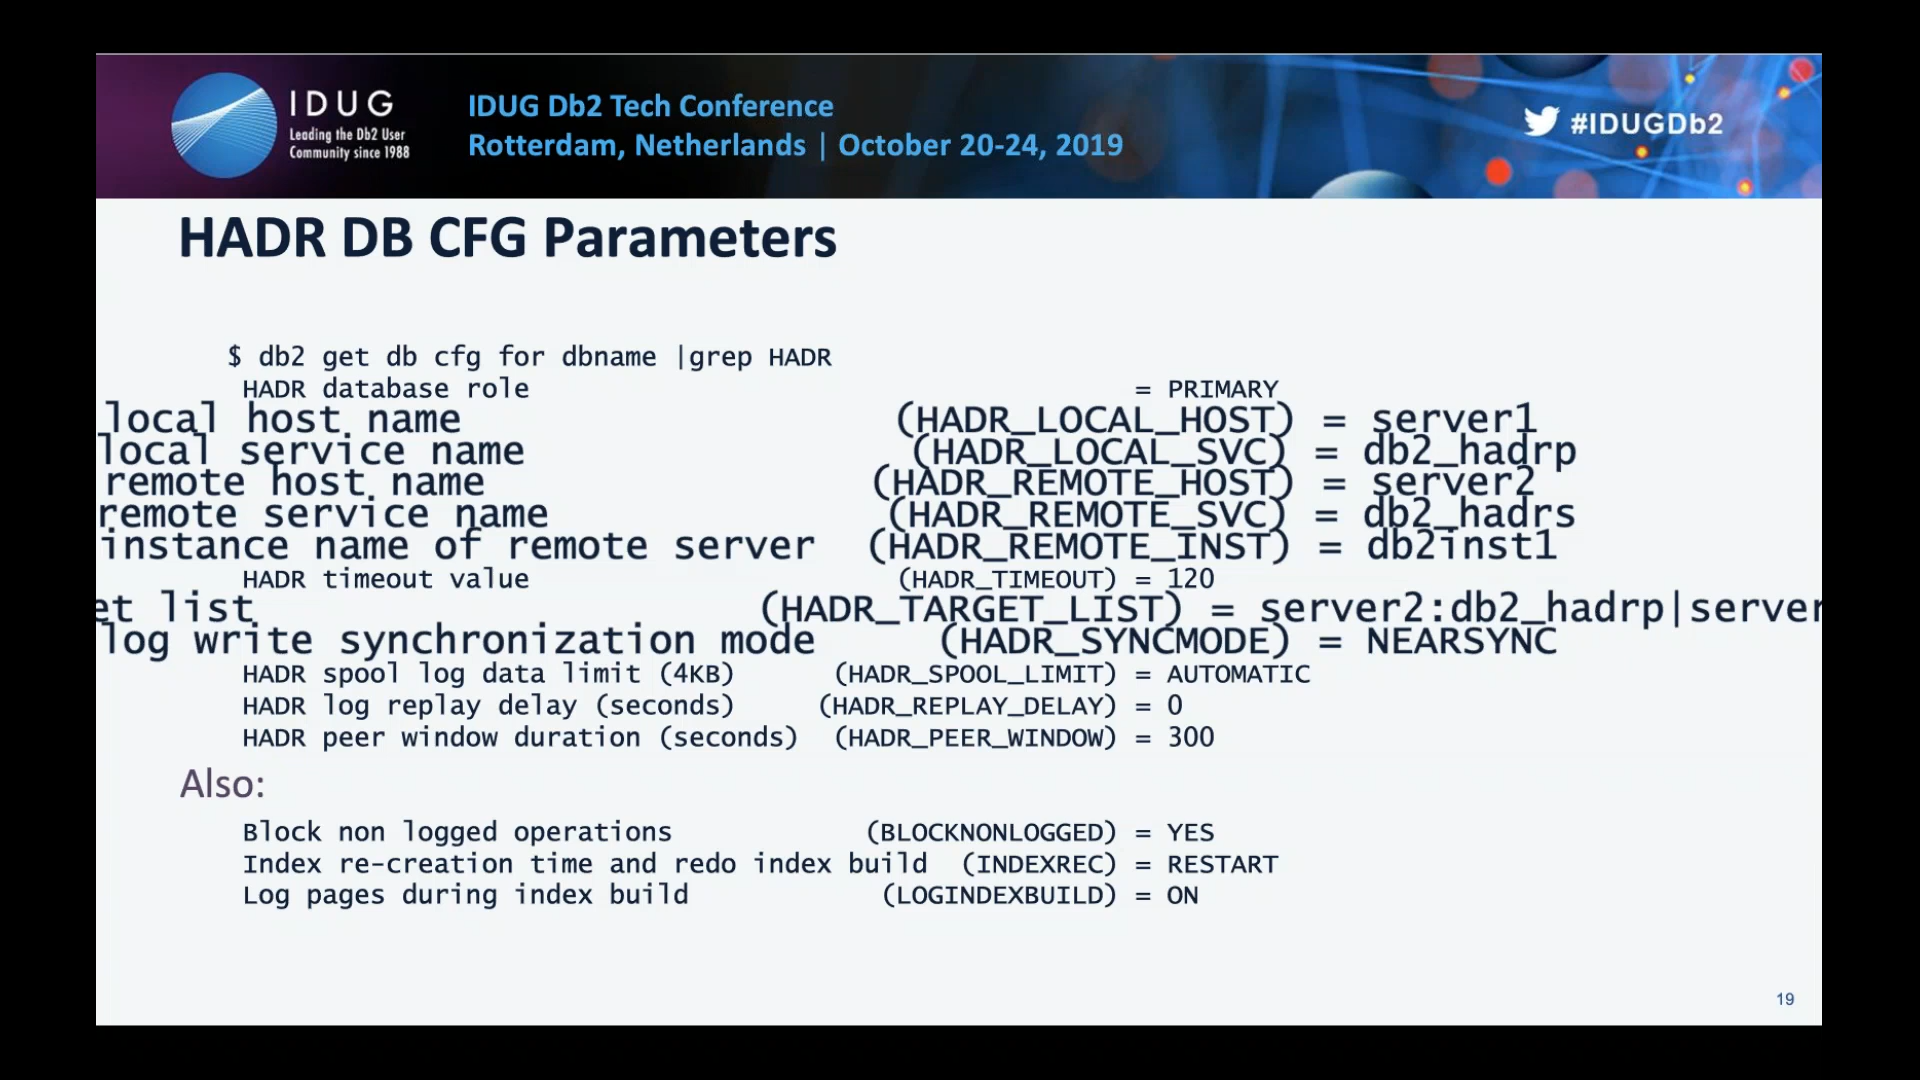 IDUG
Leading the Db2 User
Community since 1988
IDUG Db2 Tech Conference
Rotterdam, Netherlands | October 20-24, 2019
#IDUGDb2
HADR DB CFG Parameters
$ db2 get db cfg for dbname |grep HADR
HADR database role = PRIMARY
local host name (HADR_LOCAL_HOST) = server1
local service name (HADR_LOCAL_SVC) = db2_hadrp
remote host name (HADR_REMOTE_HOST) = server2
remote service name (HADR_REMOTE_SVC) = db2_hadrs
instance name of remote server (HADR_REMOTE_INST) = db2inst1
HADR timeout value (HADR_TIMEOUT) = 120
et list (HADR_TARGET_LIST) = server2:db2_hadrp|server
log write synchronization mode (HADR_SYNCMODE) = NEARSYNC
HADR spool log data limit (4KB) (HADR_SPOOL_LIMIT) = AUTOMATIC
HADR log replay delay (seconds) (HADR_REPLAY_DELAY) = 0
HADR peer window duration (seconds) (HADR_PEER_WINDOW) = 300
Also:
Block non logged operations (BLOCKNONLOGGED) = YES
Index re-creation time and redo index build (INDEXREC) = RESTART
Log pages during index build (LOGINDEXBUILD) = ON
19